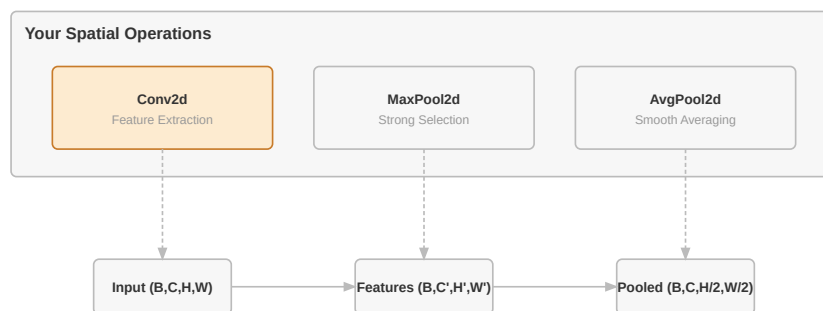 Your Spatial Operations
Conv2d
Feature Extraction
MaxPool2d
Strong Selection
AvgPool2d
Smooth Averaging
Input (B,C,H,W)
Features (B,C',H',W')
Pooled (B,C,H/2,W/2)